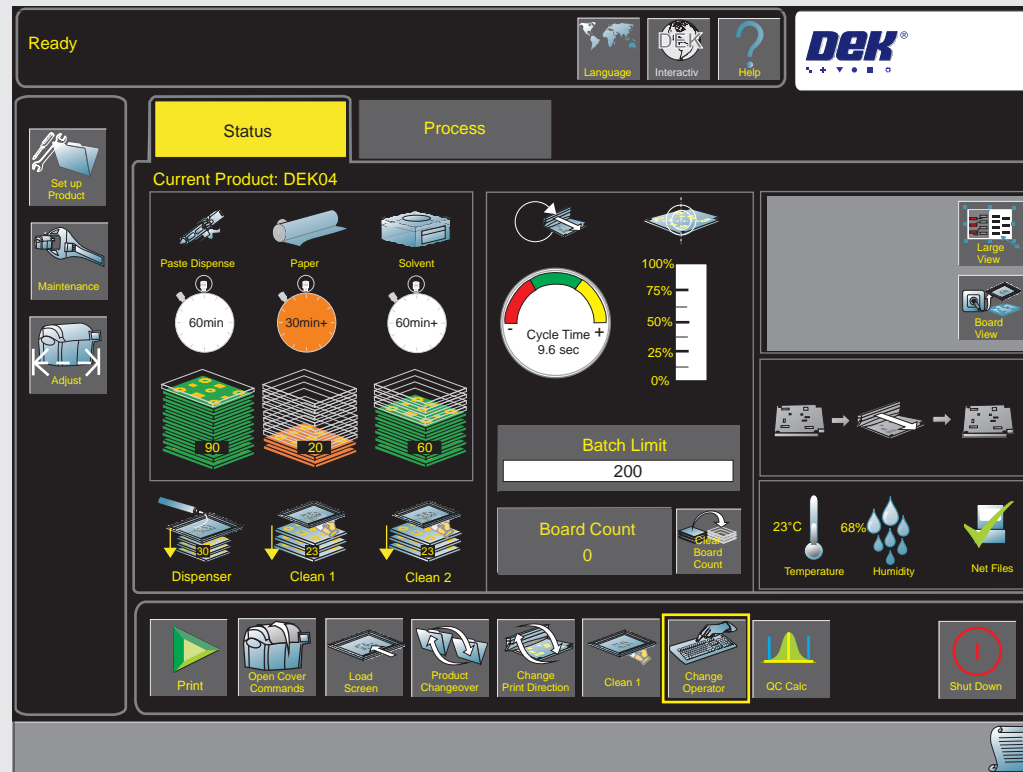 Ready
Language
DEK
Interactiv
Help
DEK®
Status
Process
Set up
Product
Maintenance
Adjust
Current Product: DEK04
Paste Dispense
Paper
Solvent
60min
30min+
60min+
90
20
60
30
23
23
Dispenser
Clean 1
Clean 2
- Cycle Time +
9.6 sec
100%
75%
50%
25%
0%
Batch Limit
200
Board Count
0
Clear
Board
Count
Large
View
Board
View
23°C
68%
Temperature
Humidity
Net Files
Print
Open Cover
Commands
Load
Screen
Product
Changeover
Change
Print Direction
Clean 1
Change
Operator
QC Calc
Shut Down